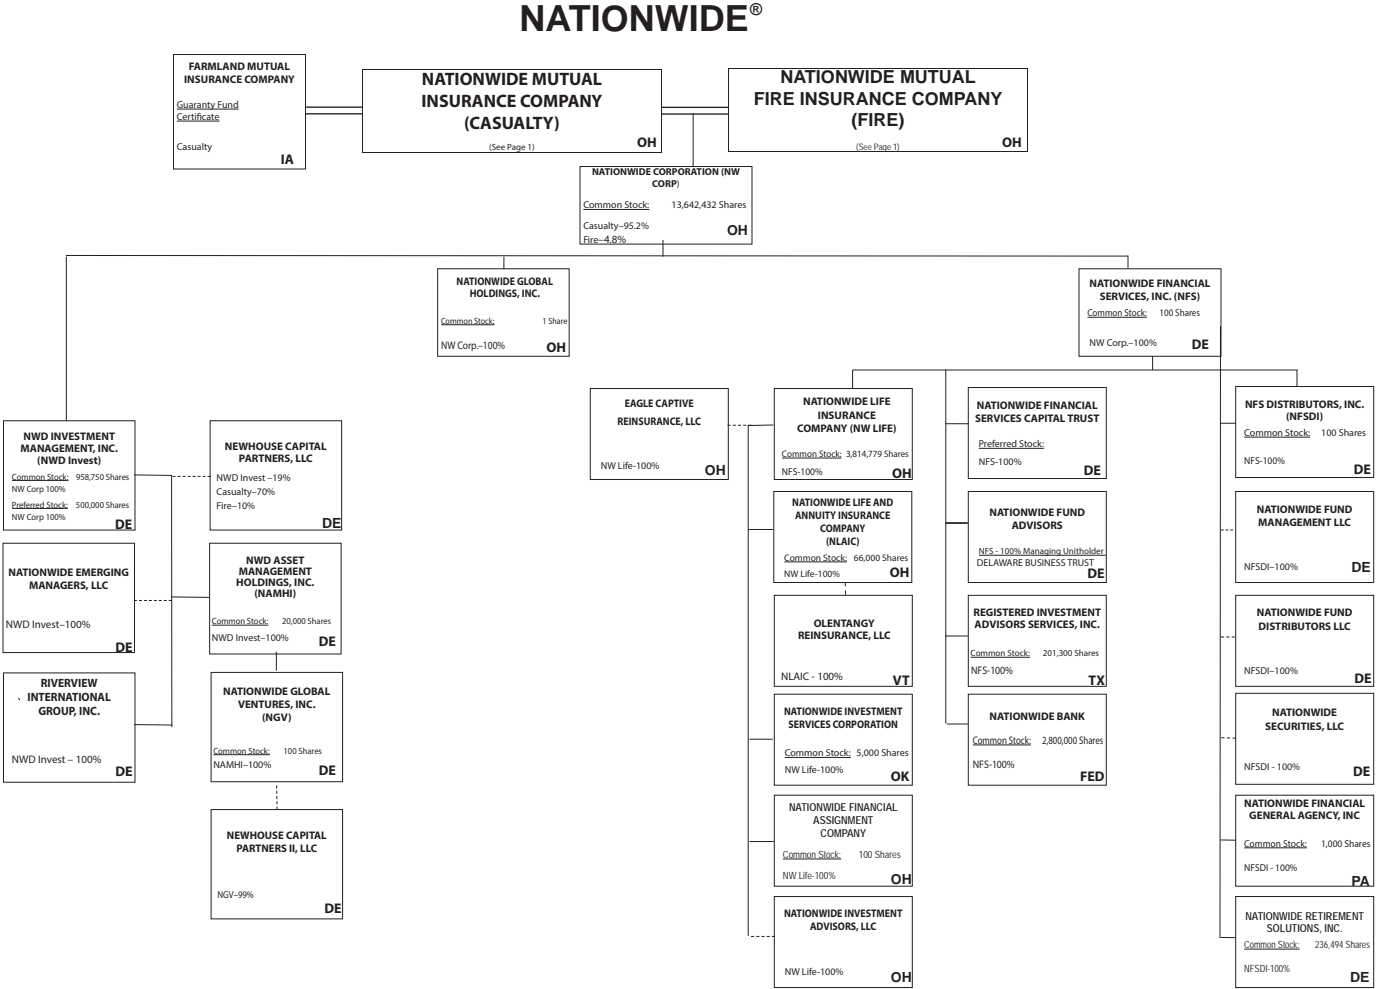 NATIONWIDE®
FARMLAND MUTUAL
INSURANCE COMPANY
Guaranty Fund
Certificate
Casualty
IA
NATIONWIDE MUTUAL
INSURANCE COMPANY
(CASUALTY)
(See Page 1)
OH
NATIONWIDE MUTUAL
FIRE INSURANCE COMPANY
(FIRE)
(See Page 1)
OH
NATIONWIDE CORPORATION (NW
CORP)
Common Stock: 13,642,432 Shares
Casualty–95.2%
Fire–4.8%
OH
NATIONWIDE GLOBAL
HOLDINGS, INC.
Common Stock: 1 Share
NW Corp.–100%
OH
NATIONWIDE FINANCIAL
SERVICES, INC. (NFS)
Common Stock: 100 Shares
NW Corp.–100%
DE
NWD INVESTMENT
MANAGEMENT, INC.
(NWD Invest)
Common Stock: 958,750 Shares
NW Corp 100%
Preferred Stock: 500,000 Shares
NW Corp 100%
DE
NATIONWIDE EMERGING
MANAGERS, LLC
NWD Invest–100%
DE
RIVERVIEW
INTERNATIONAL
GROUP, INC.
NWD Invest – 100%
DE
NEWHOUSE CAPITAL
PARTNERS, LLC
NWD Invest –19%
Casualty–70%
Fire–10%
DE
NWD ASSET
MANAGEMENT
HOLDINGS, INC.
(NAMHI)
Common Stock: 20,000 Shares
NWD Invest–100%
DE
NATIONWIDE GLOBAL
VENTURES, INC.
(NGV)
Common Stock: 100 Shares
NAMHI–100%
DE
NEWHOUSE CAPITAL
PARTNERS II, LLC
NGV–99%
DE
EAGLE CAPTIVE
REINSURANCE, LLC
NW Life-100%
OH
NATIONWIDE LIFE
INSURANCE
COMPANY (NW LIFE)
Common Stock: 3,814,779 Shares
NFS-100%
OH
NATIONWIDE LIFE AND
ANNUITY INSURANCE
COMPANY
(NLAIC)
Common Stock: 66,000 Shares
NW Life-100%
OH
OLENTANGY
REINSURANCE, LLC
NLAIC - 100%
VT
NATIONWIDE INVESTMENT
SERVICES CORPORATION
Common Stock: 5,000 Shares
NW Life-100%
OK
NATIONWIDE FINANCIAL
ASSIGNMENT
COMPANY
Common Stock: 100 Shares
NW Life-100%
OH
NATIONWIDE INVESTMENT
ADVISORS, LLC
NW Life-100%
OH
NATIONWIDE FINANCIAL
SERVICES CAPITAL TRUST
Preferred Stock:
NFS-100%
DE
NATIONWIDE FUND
ADVISORS
NFS - 100% Managing Unitholder
DELAWARE BUSINESS TRUST
DE
REGISTERED INVESTMENT
ADVISORS SERVICES, INC.
Common Stock: 201,300 Shares
NFS-100%
TX
NATIONWIDE BANK
Common Stock: 2,800,000 Shares
NFS-100%
FED
NFS DISTRIBUTORS, INC.
(NFSDI)
Common Stock: 100 Shares
NFS-100%
DE
NATIONWIDE FUND
MANAGEMENT LLC
NFSDI–100%
DE
NATIONWIDE FUND
DISTRIBUTORS LLC
NFSDI–100%
DE
NATIONWIDE
SECURITIES, LLC
NFSDI - 100%
DE
NATIONWIDE FINANCIAL
GENERAL AGENCY, INC
Common Stock: 1,000 Shares
NFSDI - 100%
PA
NATIONWIDE RETIREMENT
SOLUTIONS, INC.
Common Stock: 236,494 Shares
NFSDI-100%
DE